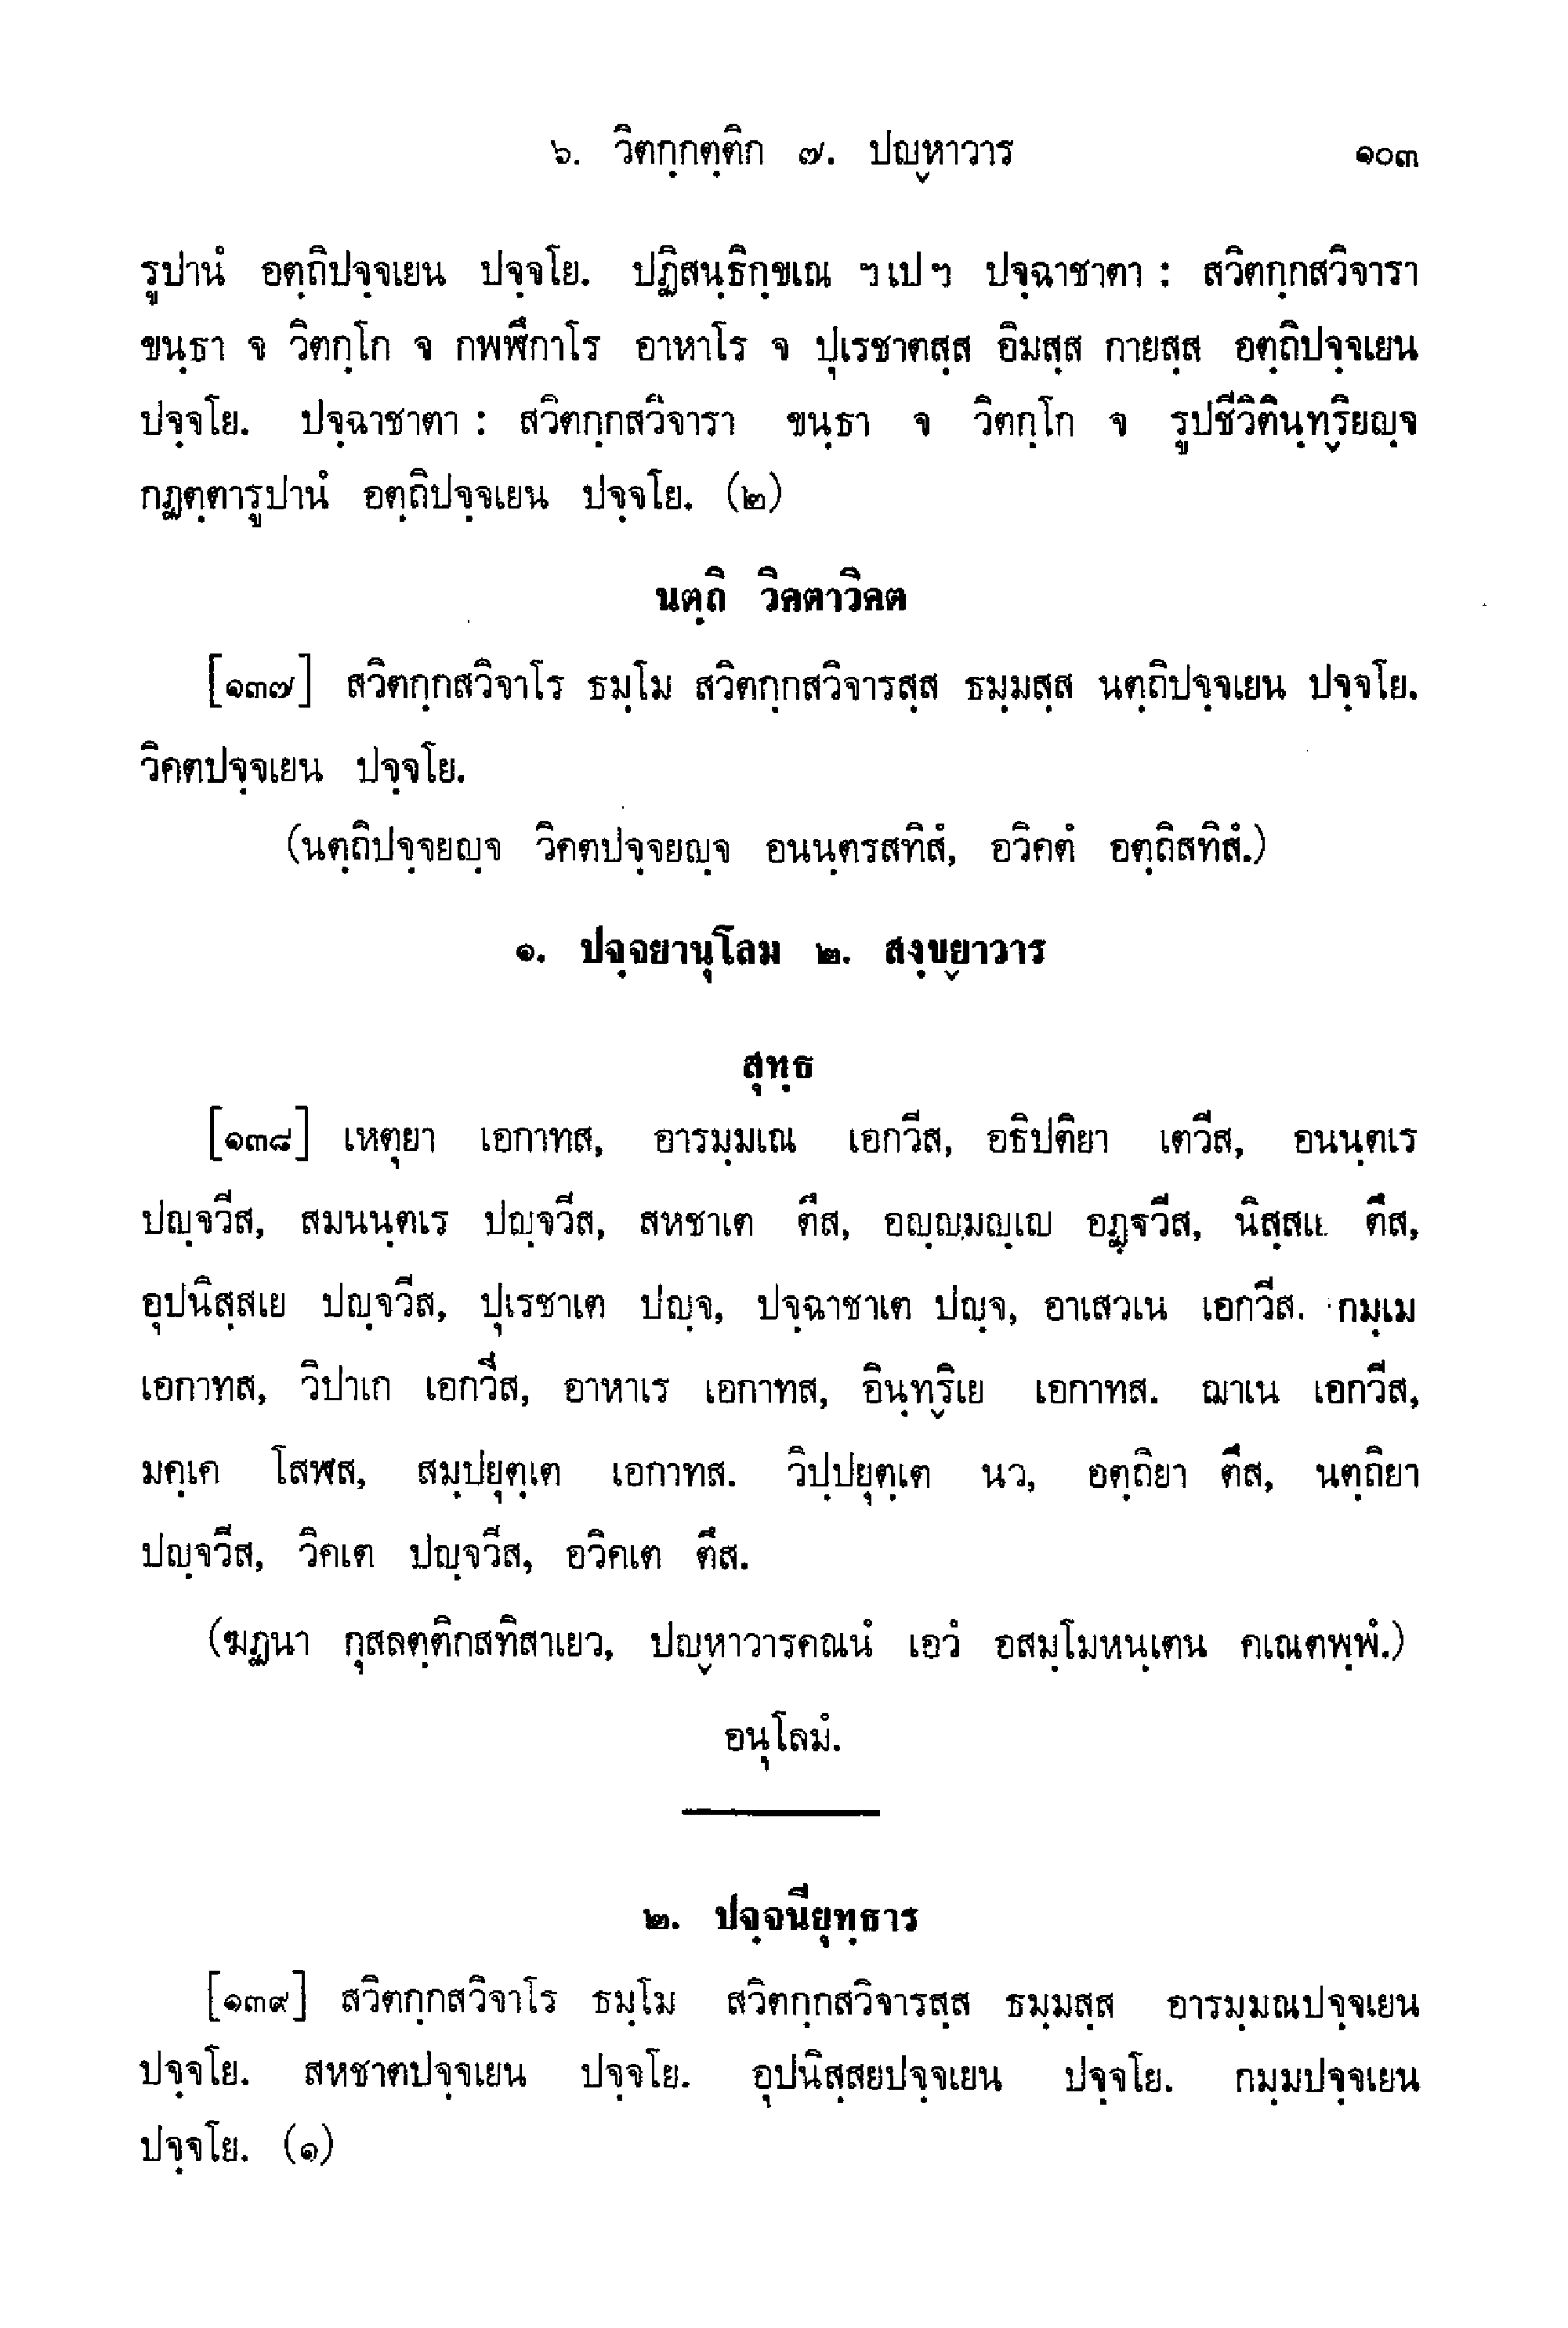 ๖. วิตกฺกตฺติก ๗. ปญฺหาวาร ๑๐๓
รูปานํ อตฺถิปจฺจเยน ปจฺจโย. ปฏิสนฺธิกฺขเณ ฯเปฯ ปจฺฉาชาตา : สวิตกฺกสวิจารา
ขนฺธา จ วิตกฺโก จ กพฬีกาโร อาหาโร จ ปุเรชาตสฺส อิมสฺส กายสฺส อตฺถิปจฺจเยน
ปจฺจโย. ปจฺฉาชาตา : สวิตกฺกสวิจารา ขนฺธา จ วิตกฺโก จ รูปชีวิตินฺทฺริยญฺจ
กฏตฺตารูปานํ อตฺถิปจฺจเยน ปจฺจโย. (๒)
นตฺถิ วิคตาวิคต
[๑๓๗] สวิตกฺกสวิจาโร ธมฺโม สวิตกฺกสวิจารสฺส ธมฺมสฺส นตฺถิปจฺจเยน ปจฺจโย.
วิคตปจฺจเยน ปจฺจโย.
(นตฺถิปจฺจยญฺจ วิคตปจฺจยญฺจ อนนฺตรสทิสํ, อวิคตํ อตฺถิสทิสํ.)
๑. ปจฺจยานุโลม ๒. สงฺขฺยาวาร
สุทฺธ
[๑๓๘] เหตุยา เอกาทส, อารมฺมเณ เอกวีส, อธิปติยา เตวีส, อนนฺตเร
ปญฺจวีส, สมนนฺตเร ปญฺจวีส, สหชาเต ตึส, อญฺญมญฺเญ อฏฺฐวีส, นิสฺสเย ตึส,
อุปนิสฺสเย ปญฺจวีส, ปุเรชาเต ปญฺจ, ปจฺฉาชาเต ปญฺจ, อาเสวเน เอกวีส. กมฺเม
เอกาทส, วิปาเก เอกวีส, อาหาเร เอกาทส, อินฺทฺริเย เอกาทส. ฌาเน เอกวีส,
มคฺเค โสฬส, สมฺปยุตฺเต เอกาทส. วิปฺปยุตฺเต นว, อตฺถิยา ตึส, นตฺถิยา
ปญฺจวีส, วิคเต ปญฺจวีส, อวิคเต ตึส.
(ฆฏนา กุสลตฺติกสทิสาเยว, ปญฺหาวารคณนํ เอวํ อสมฺโมหนฺเตน คเณตพฺพํ.)
อนุโลมํ.
๒. ปจฺจนียุทฺธาร
[๑๓๙] สวิตกฺกสวิจาโร ธมฺโม สวิตกฺกสวิจารสฺส ธมฺมสฺส อารมฺมณปจฺจเยน
ปจฺจโย. สหชาตปจฺจเยน ปจฺจโย. อุปนิสฺสยปจฺจเยน ปจฺจโย. กมฺมปจฺจเยน
ปจฺจโย. (๑)